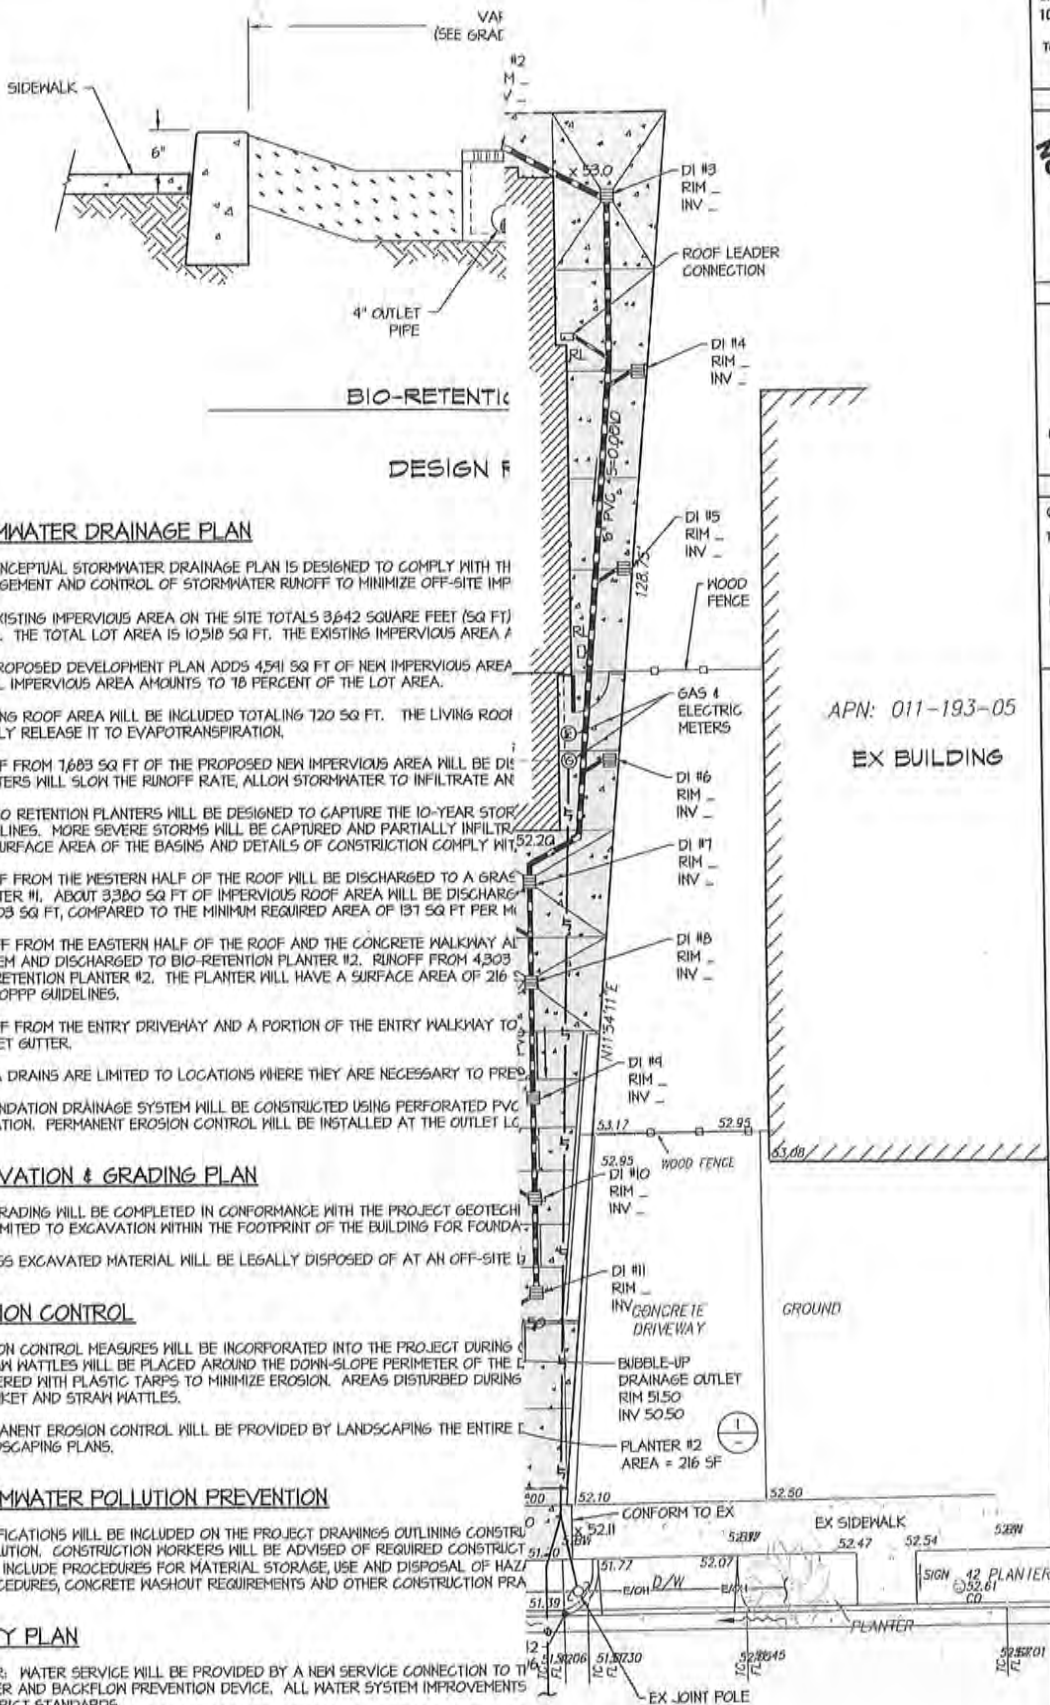 VAR
(SEE GRAD
SIDEWALK
6"
4" OUTLET
PIPE
BIO-RETENTIO
DESIGN
MWATER DRAINAGE PLAN
NCEPTUAL STORMWATER DRAINAGE PLAN IS DESIGNED TO COMPLY WITH TH
GEMENT AND CONTROL OF STORMWATER RUNOFF TO MINIMIZE OFF-SITE IMP
ISTING IMPERVIOUS AREA ON THE SITE TOTALS 3,642 SQUARE FEET (SQ FT)
THE TOTAL LOT AREA IS 10,518 SQ FT. THE EXISTING IMPERVIOUS AREA A
ROPOSED DEVELOPMENT PLAN ADDS 4,541 SQ FT OF NEW IMPERVIOUS AREA
IMPERVIOUS AREA AMOUNTS TO 78 PERCENT OF THE LOT AREA.
NG ROOF AREA WILL BE INCLUDED TOTALING 720 SQ FT. THE LIVING ROOF
LY RELEASE IT TO EVAPOTRANSPIRATION.
F FROM 7,683 SQ FT OF THE PROPOSED NEW IMPERVIOUS AREA WILL BE DIS
TERS WILL SLOW THE RUNOFF RATE, ALLOW STORMWATER TO INFILTRATE AN
O RETENTION PLANTERS WILL BE DESIGNED TO CAPTURE THE 10-YEAR STOR
LINES. MORE SEVERE STORMS WILL BE CAPTURED AND PARTIALLY INFILTR
URFACE AREA OF THE BASINS AND DETAILS OF CONSTRUCTION COMPLY WIT
F FROM THE WESTERN HALF OF THE ROOF WILL BE DISCHARGED TO A GRAS
TER #1. ABOUT 3,380 SQ FT OF IMPERVIOUS ROOF AREA WILL BE DISCHARG
03 SQ FT, COMPARED TO THE MINIMUM REQUIRED AREA OF 137 SQ FT PER M
F FROM THE EASTERN HALF OF THE ROOF AND THE CONCRETE WALKWAY AL
EM AND DISCHARGED TO BIO-RETENTION PLANTER #2. RUNOFF FROM 4,303
RETENTION PLANTER #2. THE PLANTER WILL HAVE A SURFACE AREA OF 216 S
OPPP GUIDELINES.
F FROM THE ENTRY DRIVEWAY AND A PORTION OF THE ENTRY WALKWAY TO
ET GUTTER.
DRAINS ARE LIMITED TO LOCATIONS WHERE THEY ARE NECESSARY TO PRE
NDATION DRAINAGE SYSTEM WILL BE CONSTRUCTED USING PERFORATED PVC
TION. PERMANENT EROSION CONTROL WILL BE INSTALLED AT THE OUTLET LO
VATION & GRADING PLAN
RADING WILL BE COMPLETED IN CONFORMANCE WITH THE PROJECT GEOTECH
MITED TO EXCAVATION WITHIN THE FOOTPRINT OF THE BUILDING FOR FOUNDA
SS EXCAVATED MATERIAL WILL BE LEGALLY DISPOSED OF AT AN OFF-SITE
ION CONTROL
ON CONTROL MEASURES WILL BE INCORPORATED INTO THE PROJECT DURING
W WATTLES WILL BE PLACED AROUND THE DOWN-SLOPE PERIMETER OF THE
ERED WITH PLASTIC TARPS TO MINIMIZE EROSION. AREAS DISTURBED DURING
KET AND STRAW WATTLES.
ANENT EROSION CONTROL WILL BE PROVIDED BY LANDSCAPING THE ENTIRE
SCAPING PLANS.
MWATER POLLUTION PREVENTION
FICATIONS WILL BE INCLUDED ON THE PROJECT DRAWINGS OUTLINING CONSTRU
UTION. CONSTRUCTION WORKERS WILL BE ADVISED OF REQUIRED CONSTRUCT
INCLUDE PROCEDURES FOR MATERIAL STORAGE, USE AND DISPOSAL OF HAZA
EDURES, CONCRETE WASHOUT REQUIREMENTS AND OTHER CONSTRUCTION PRA
Y PLAN
R: WATER SERVICE WILL BE PROVIDED BY A NEW SERVICE CONNECTION TO
ER AND BACKFLOW PREVENTION DEVICE. ALL WATER SYSTEM IMPROVEMENTS
RICT STANDARDS.
#2
M _
V _
x 53.0
DI #3
RIM _
INV _
ROOF LEADER
CONNECTION
RL
DI #4
RIM _
INV _
6" PVC S=0.0010
DI #5
RIM _
INV _
128.75'
WOOD
FENCE
RL
GAS &
ELECTRIC
METERS
E
G
DI #6
RIM _
INV _
52.20
DI #7
RIM _
INV _
DI #8
RIM _
INV _
N11°54'11"E
DI #9
RIM _
INV _
53.17
52.95
53.08
WOOD FENCE
52.95
DI #10
RIM _
INV _
DI #11
RIM _
INV
CONCRETE
DRIVEWAY
GROUND
BUBBLE-UP
DRAINAGE OUTLET
RIM 51.50
INV 50.50
1
PLANTER #2
AREA = 216 SF
APN: 011-193-05
EX BUILDING
52.10
52.50
CONFORM TO EX
x 52.11
EX SIDEWALK
52.47
52.54
51.20
51.77
52.07
E/OH
D/W
E/OH
SIGN
42 PLANTER
52.61
CO
51.39
PLANTER
TC
FL
TC
FL
TC
FL
TC
FL
EX JOINT POLE